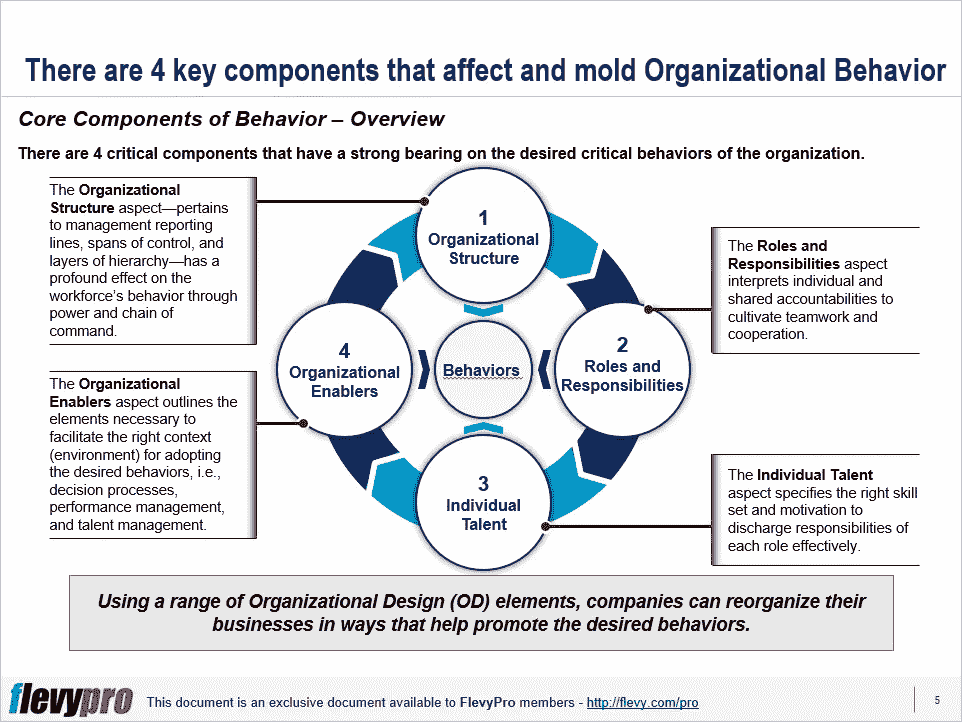 There are 4 key components that affect and mold Organizational Behavior
Core Components of Behavior – Overview
There are 4 critical components that have a strong bearing on the desired critical behaviors of the organization.
The Organizational
Structure aspect—pertains
to management reporting
lines, spans of control, and
layers of hierarchy—has a
profound effect on the
workforce's behavior through
power and chain of
command.
1
Organizational
Structure
The Roles and
Responsibilities aspect
interprets individual and
shared accountabilities to
cultivate teamwork and
cooperation.
2
Roles and
Responsibilities
4
Organizational
Enablers
Behaviors
The Organizational
Enablers aspect outlines the
elements necessary to
facilitate the right context
(environment) for adopting
the desired behaviors, i.e.,
decision processes,
performance management,
and talent management.
3
Individual
Talent
The Individual Talent
aspect specifies the right skill
set and motivation to
discharge responsibilities of
each role effectively.
Using a range of Organizational Design (OD) elements, companies can reorganize their
businesses in ways that help promote the desired behaviors.
flevypro
This document is an exclusive document available to FlevyPro members - http://flevy.com/pro
5